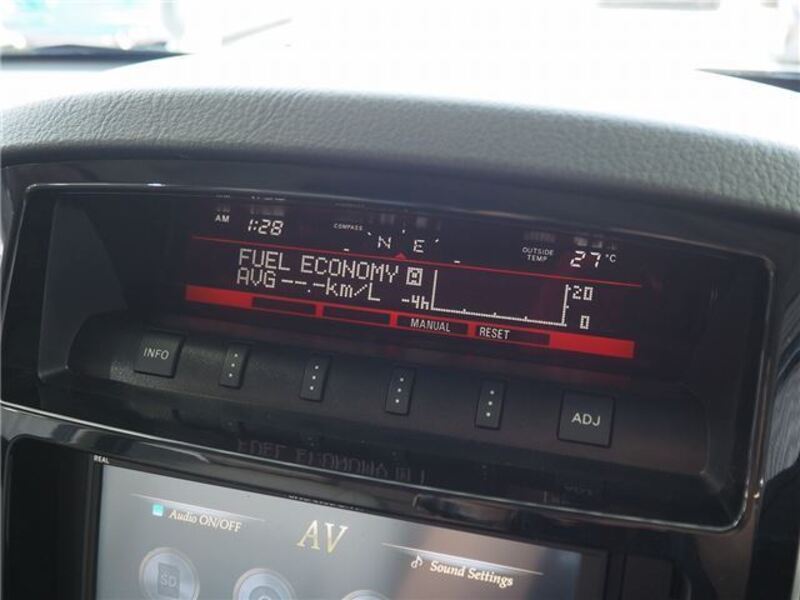 AM 1:28 COMPASS N E OUTSIDE TEMP 27°C
FUEL ECONOMY M
AVG --.-km/L -4h 20 0
MANUAL RESET
INFO ADJ
REAL
Audio ON/OFF AV Sound Settings
SD